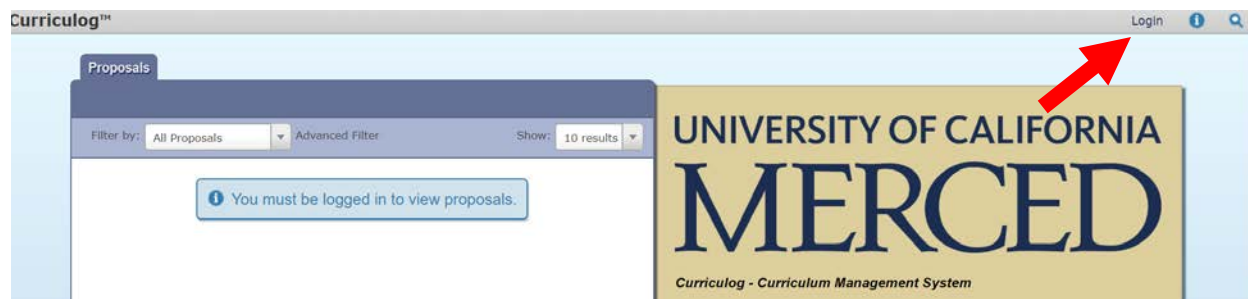 Curriculog™ Login
Proposals
Filter by: All Proposals Advanced Filter Show: 10 results
You must be logged in to view proposals.
UNIVERSITY OF CALIFORNIA
MERCED
Curriculog - Curriculum Management System